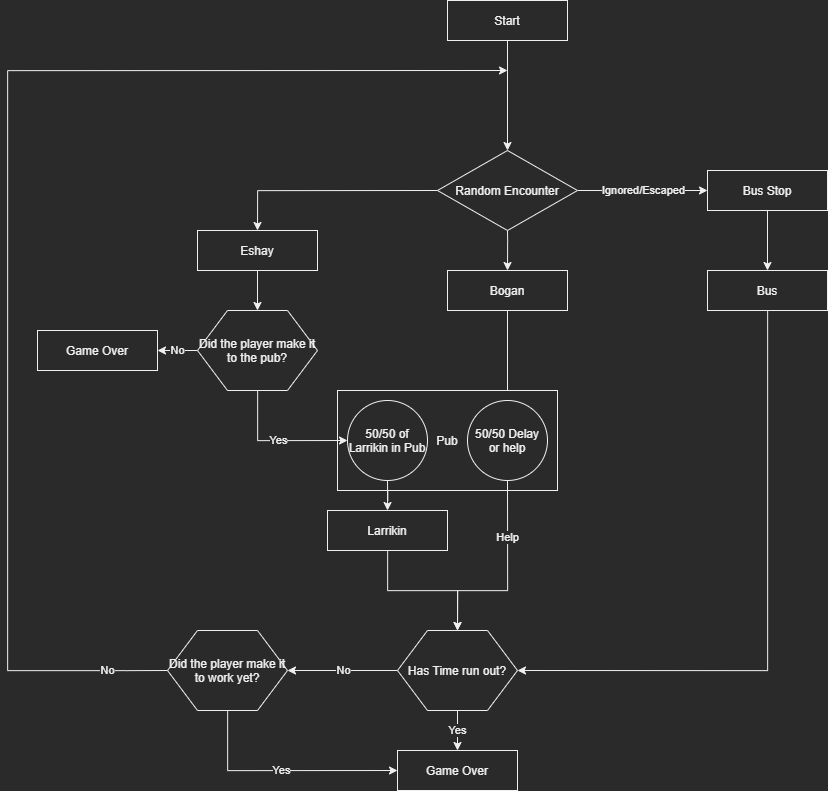 Start
Random Encounter
Ignored/Escaped
Bus Stop
Eshay
Bogan
Bus
Did the player make it
to the pub?
No
Game Over
Yes
50/50 of
Larrikin in Pub
Pub
50/50 Delay
or help
Larrikin
Help
Did the player make it
to work yet?
No
No
Has Time run out?
Yes
Yes
Game Over